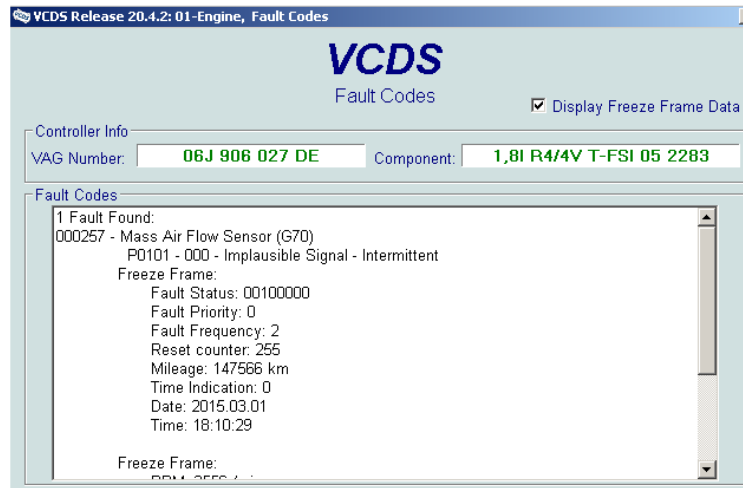 VCDS Release 20.4.2: 01-Engine, Fault Codes
VCDS
Fault Codes
Display Freeze Frame Data
Controller Info
VAG Number: 06J 906 027 DE Component: 1,8l R4/4V T-FSI 05 2283
Fault Codes
1 Fault Found:
000257 - Mass Air Flow Sensor (G70)
P0101 - 000 - Implausible Signal - Intermittent
Freeze Frame:
Fault Status: 00100000
Fault Priority: 0
Fault Frequency: 2
Reset counter: 255
Mileage: 147566 km
Time Indication: 0
Date: 2015.03.01
Time: 18:10:29
Freeze Frame: